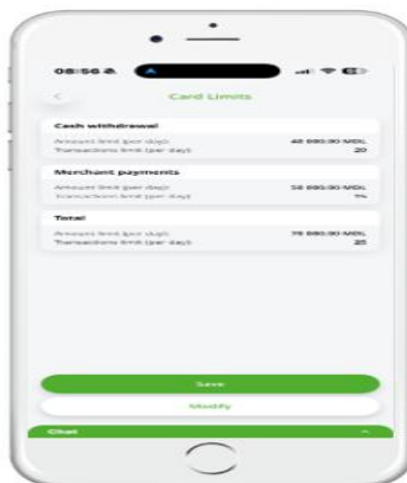 08:56
Card Limits
Cash withdrawal
Amount limit (per day):
Transactions limit (per day): 20
Merchant payments
Amount limit (per day):
Transactions limit (per day):
Total
Amount limit (per day):
Transactions limit (per day):
Save
Modify
Chat